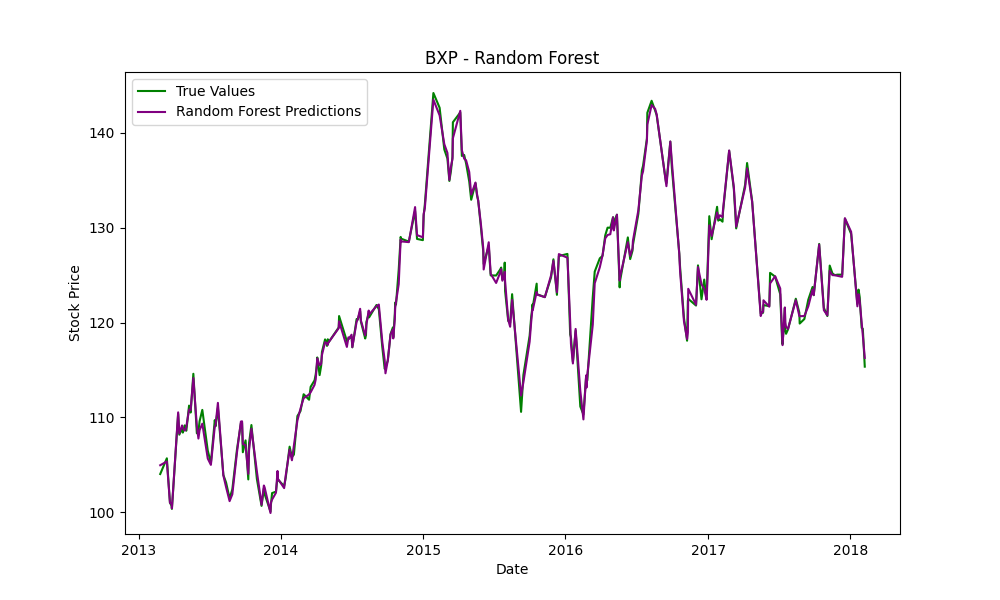 BXP - Random Forest
True Values
Random Forest Predictions
Stock Price
140
130
120
110
100
2013
2014
2015
2016
2017
2018
Date